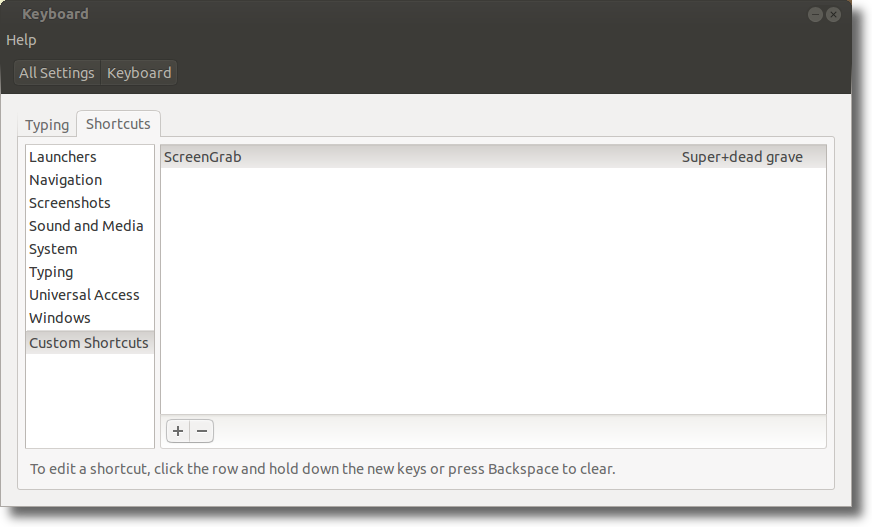 Keyboard
Help
All Settings Keyboard
Typing Shortcuts
Launchers
Navigation
Screenshots
Sound and Media
System
Typing
Universal Access
Windows
Custom Shortcuts
ScreenGrab Super+dead grave
To edit a shortcut, click the row and hold down the new keys or press Backspace to clear.